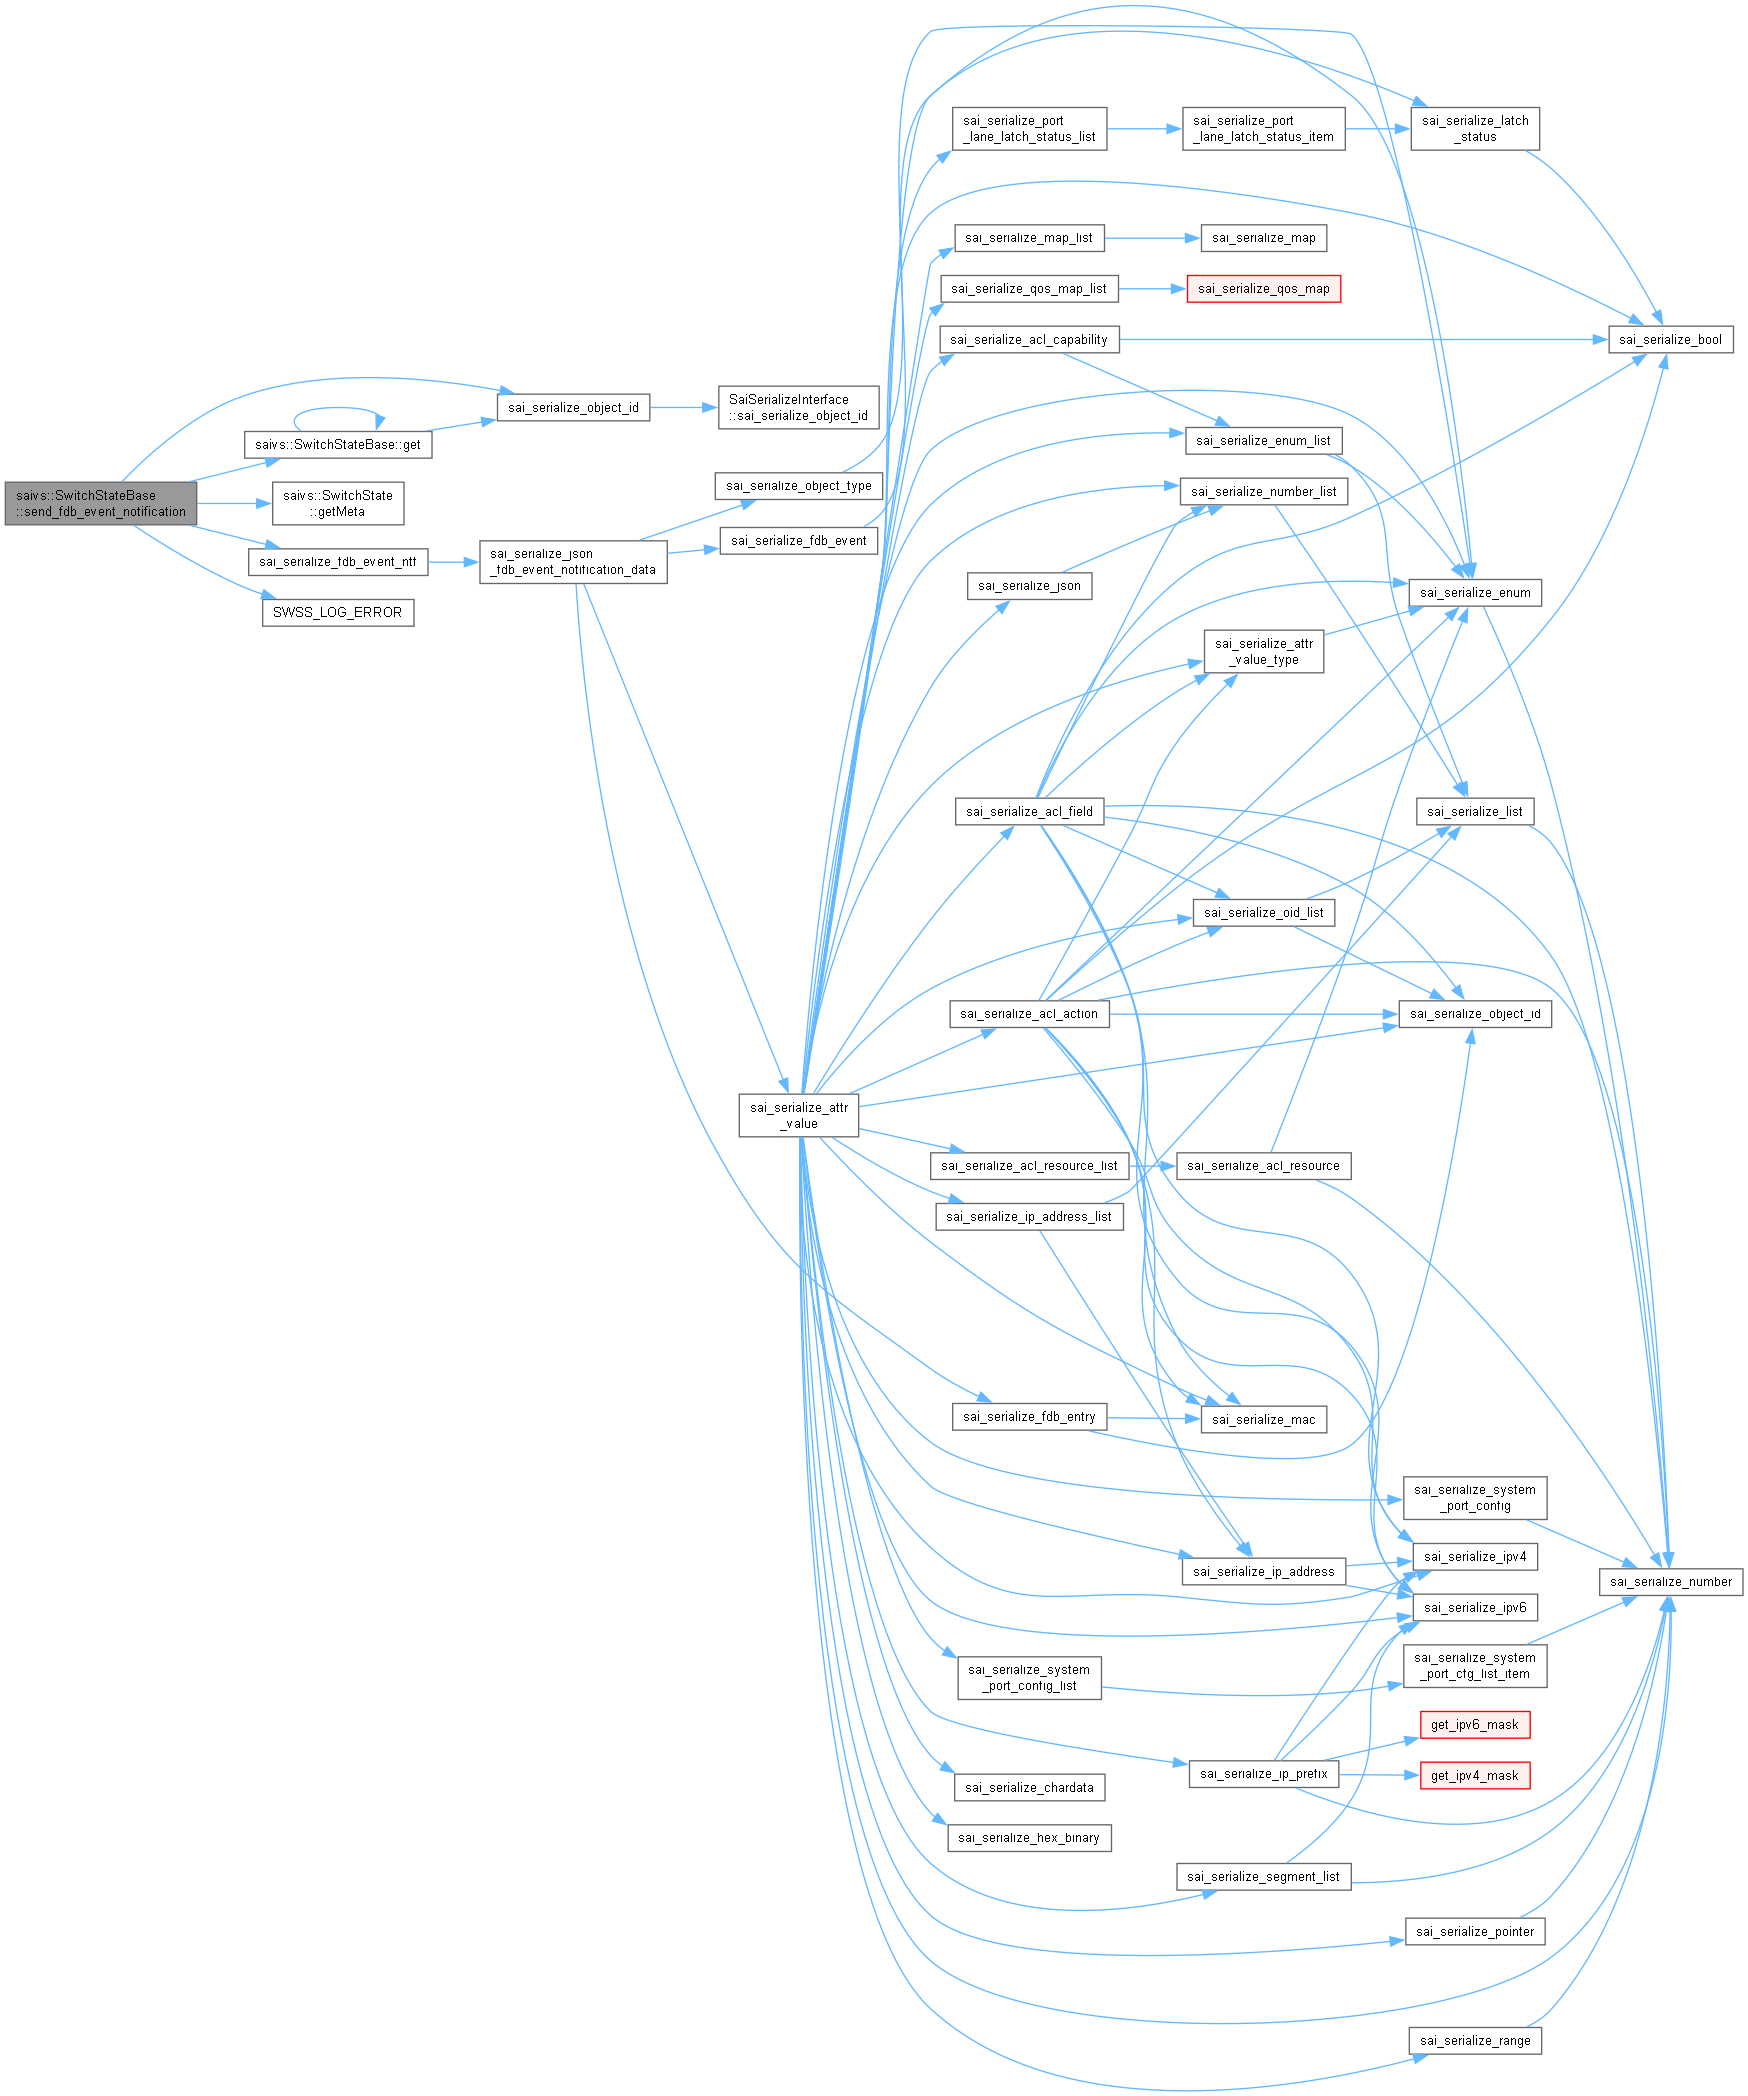 saivs::SwitchStateBase
::send_fdb_event_notification
saivs::SwitchStateBase::get
saivs::SwitchState
::getMeta
sai_serialize_fdb_event_ntf
SWSS_LOG_ERROR
sai_serialize_object_id
sai_serialize_json
_fdb_event_notification_data
SaiSerializeInterface
::sai_serialize_object_id
sai_serialize_object_type
sai_serialize_fdb_event
sai_serialize_attr
_value
sai_serialize_port
_lane_latch_status_list
sai_serialize_map_list
sai_serialize_qos_map_list
sai_serialize_acl_capability
sai_serialize_json
sai_serialize_acl_field
sai_serialize_acl_action
sai_serialize_acl_resource_list
sai_serialize_ip_address_list
sai_serialize_fdb_entry
sai_serialize_system
_port_config_list
sai_serialize_chardata
sai_serialize_hex_binary
sai_serialize_port
_lane_latch_status_item
sai_serialize_map
sai_serialize_qos_map
sai_serialize_enum_list
sai_serialize_number_list
sai_serialize_attr
_value_type
sai_serialize_oid_list
sai_serialize_acl_resource
sai_serialize_mac
sai_serialize_ip_address
sai_serialize_ip_prefix
sai_serialize_segment_list
sai_serialize_latch
_status
sai_serialize_enum
sai_serialize_list
sai_serialize_object_id
sai_serialize_system
_port_config
sai_serialize_ipv4
sai_serialize_ipv6
sai_serialize_system
_port_cfg_list_item
get_ipv6_mask
get_ipv4_mask
sai_serialize_pointer
sai_serialize_range
sai_serialize_bool
sai_serialize_number